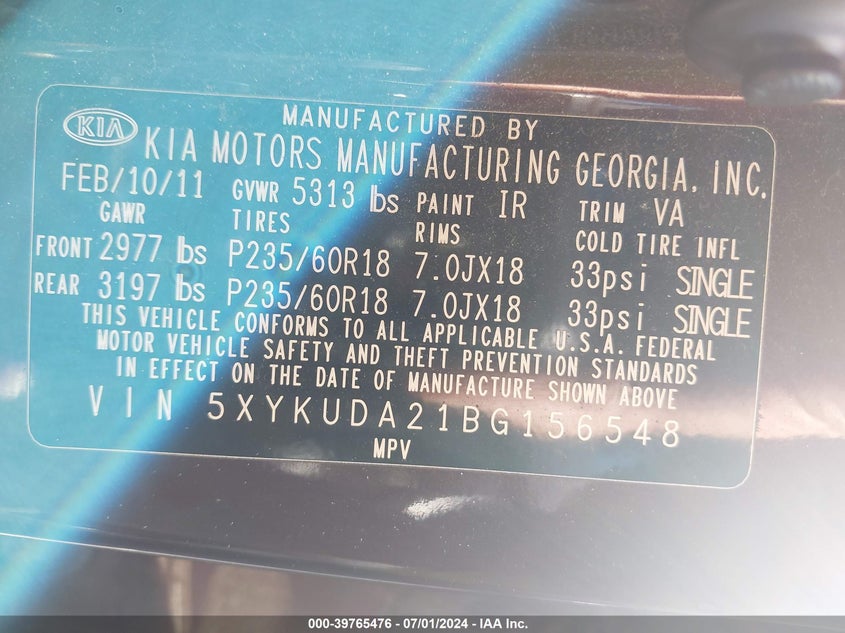 MANUFACTURED BY
KIA KIA MOTORS MANUFACTURING GEORGIA, INC.
FEB/10/11 GVWR 5313 lbs PAINT IR TRIM VA
GAWR TIRES RIMS COLD TIRE INFL
FRONT 2977 lbs P235/60R18 7.0JX18 33psi SINGLE
REAR 3197 lbs P235/60R18 7.0JX18 33psi SINGLE
THIS VEHICLE CONFORMS TO ALL APPLICABLE U.S.A. FEDERAL
MOTOR VEHICLE SAFETY AND THEFT PREVENTION STANDARDS
IN EFFECT ON THE DATE OF MANUFACTURE SHOWN ABOVE
VIN 5XYKUDA21BG156548
MPV
000-39765476 - 07/01/2024 - IAA Inc.